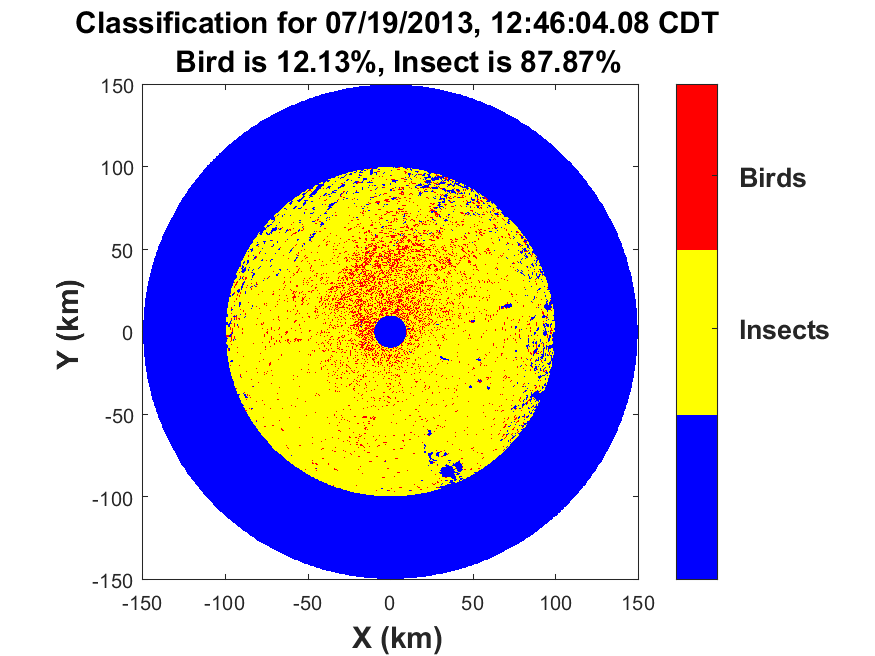 Classification for 07/19/2013, 12:46:04.08 CDT
Bird is 12.13%, Insect is 87.87%
150
100
50
0
-50
-100
-150
-150 -100 -50 0 50 100 150
Y (km)
X (km)
Birds
Insects